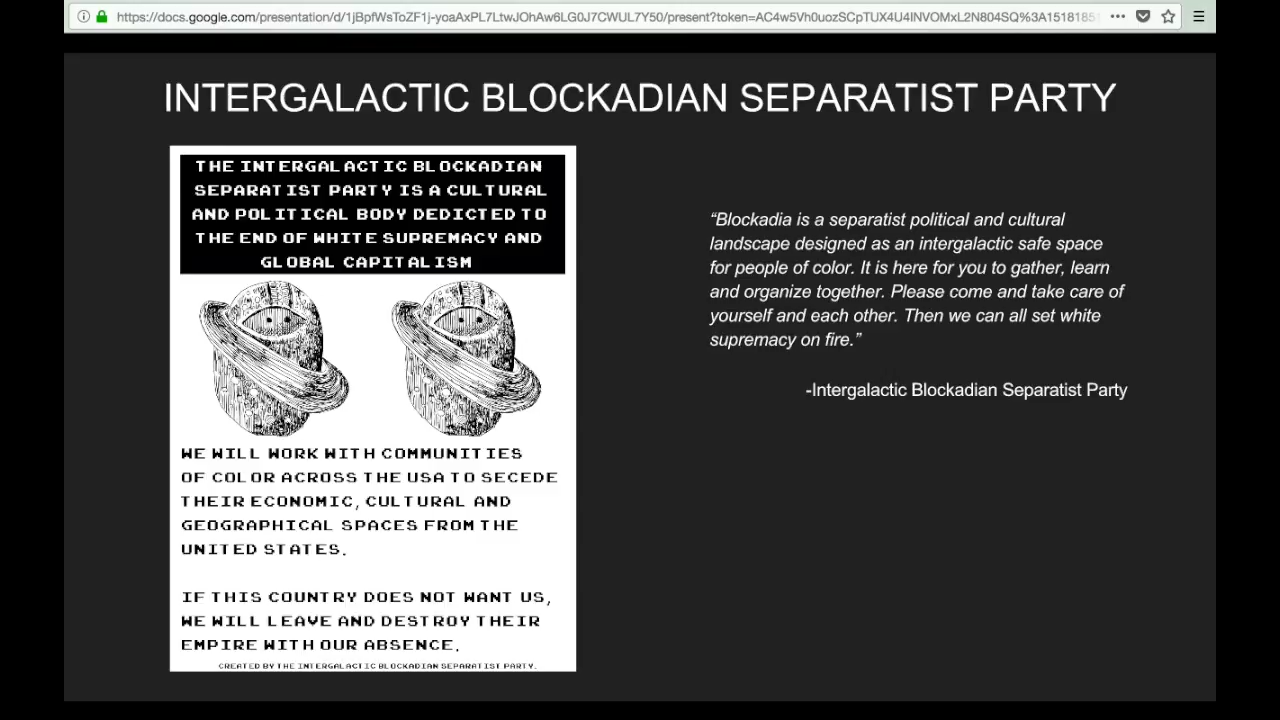 https://docs.google.com/presentation/d/1jBpfWsToZF1j-yoaAxPL7LtwJOhAw6LG0J7CWUL7Y50/present?token=AC4w5Vh0uozSCpTUX4U4lNVOMxL2N804SQ%3A1518185
INTERGALACTIC BLOCKADIAN SEPARATIST PARTY
THE INTERGALACTIC BLOCKADIAN
SEPARATIST PARTY IS A CULTURAL
AND POLITICAL BODY DEDICTED TO
THE END OF WHITE SUPREMACY AND
GLOBAL CAPITALISM
WE WILL WORK WITH COMMUNITIES
OF COLOR ACROSS THE USA TO SECEDE
THEIR ECONOMIC, CULTURAL AND
GEOGRAPHICAL SPACES FROM THE
UNITED STATES.
IF THIS COUNTRY DOES NOT WANT US,
WE WILL LEAVE AND DESTROY THEIR
EMPIRE WITH OUR ABSENCE.
CREATED BY THE INTERGALACTIC BLOCKADIAN SEPARATIST PARTY.
“Blockadia is a separatist political and cultural
landscape designed as an intergalactic safe space
for people of color. It is here for you to gather, learn
and organize together. Please come and take care of
yourself and each other. Then we can all set white
supremacy on fire.”
-Intergalactic Blockadian Separatist Party